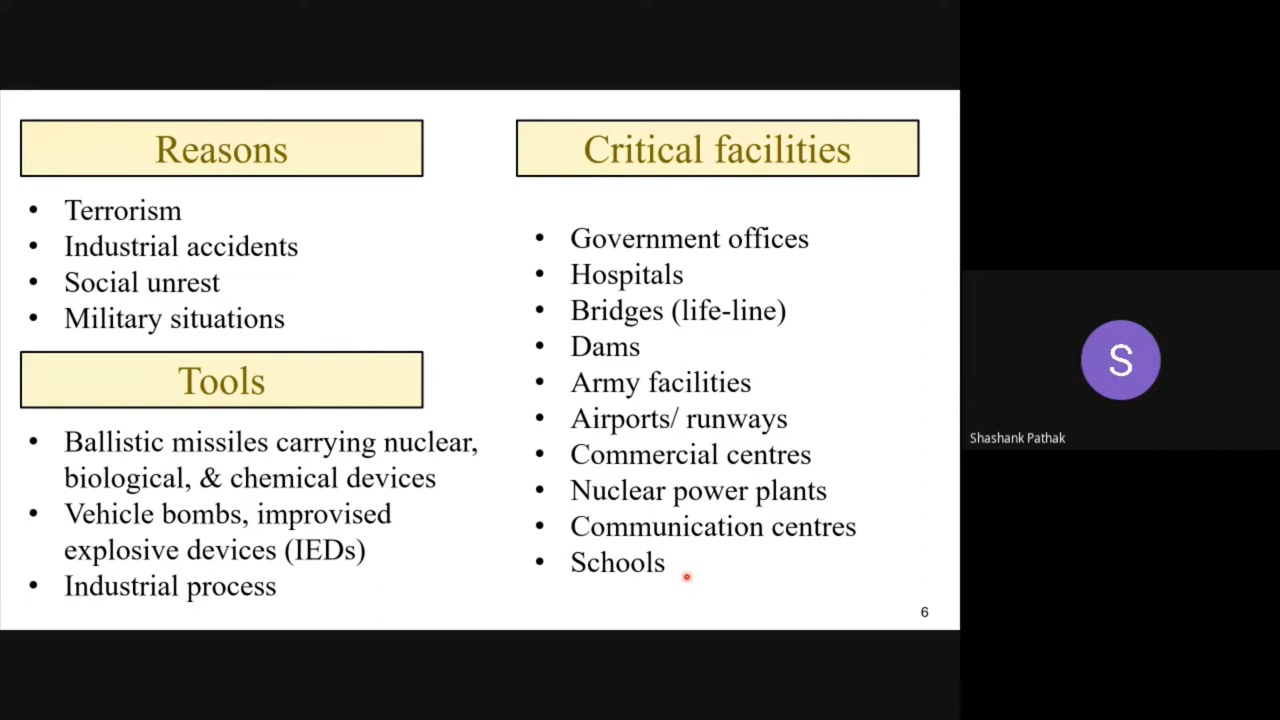 Reasons
• Terrorism
• Industrial accidents
• Social unrest
• Military situations
Tools
• Ballistic missiles carrying nuclear,
biological, & chemical devices
• Vehicle bombs, improvised
explosive devices (IEDs)
• Industrial process
Critical facilities
• Government offices
• Hospitals
• Bridges (life-line)
• Dams
• Army facilities
• Airports/ runways
• Commercial centres
• Nuclear power plants
• Communication centres
• Schools
6
S
Shashank Pathak